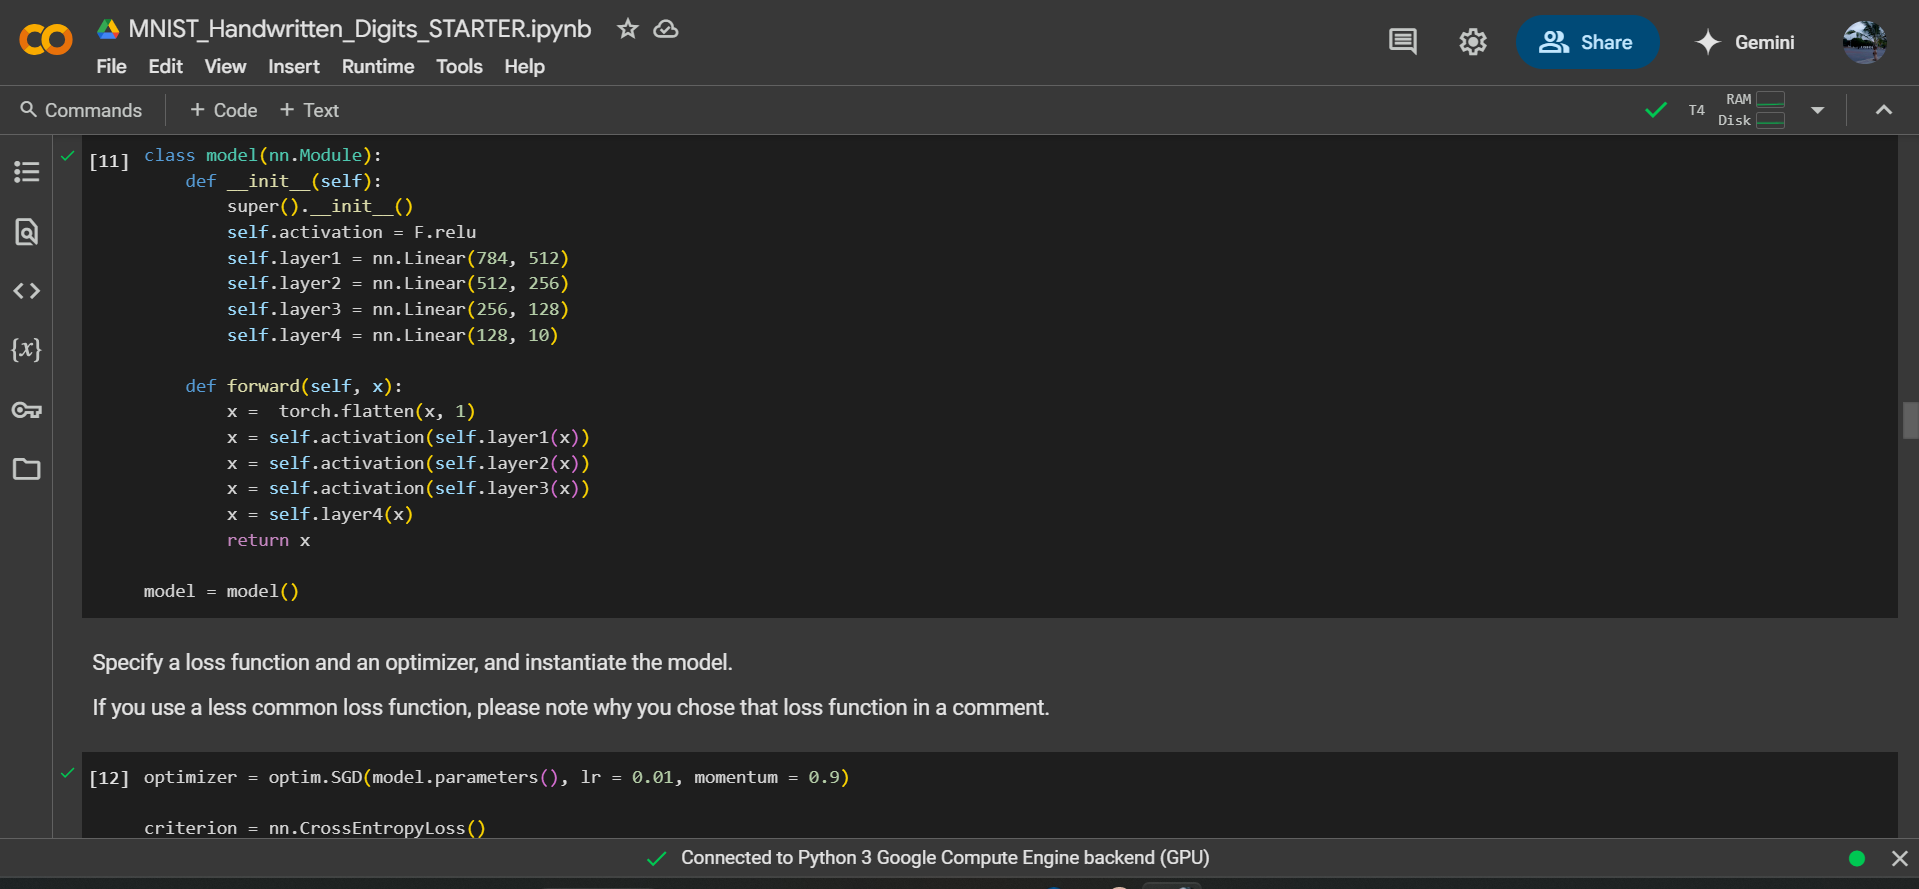 MNIST_Handwritten_Digits_STARTER.ipynb
File Edit View Insert Runtime Tools Help
Share
Gemini
Commands + Code + Text
T4 RAM
Disk
[11] class model(nn.Module):
    def __init__(self):
        super().__init__()
        self.activation = F.relu
        self.layer1 = nn.Linear(784, 512)
        self.layer2 = nn.Linear(512, 256)
        self.layer3 = nn.Linear(256, 128)
        self.layer4 = nn.Linear(128, 10)
    def forward(self, x):
        x =  torch.flatten(x, 1)
        x = self.activation(self.layer1(x))
        x = self.activation(self.layer2(x))
        x = self.activation(self.layer3(x))
        x = self.layer4(x)
        return x
model = model()
Specify a loss function and an optimizer, and instantiate the model.
If you use a less common loss function, please note why you chose that loss function in a comment.
[12] optimizer = optim.SGD(model.parameters(), lr = 0.01, momentum = 0.9)
criterion = nn.CrossEntropyLoss()
Connected to Python 3 Google Compute Engine backend (GPU)